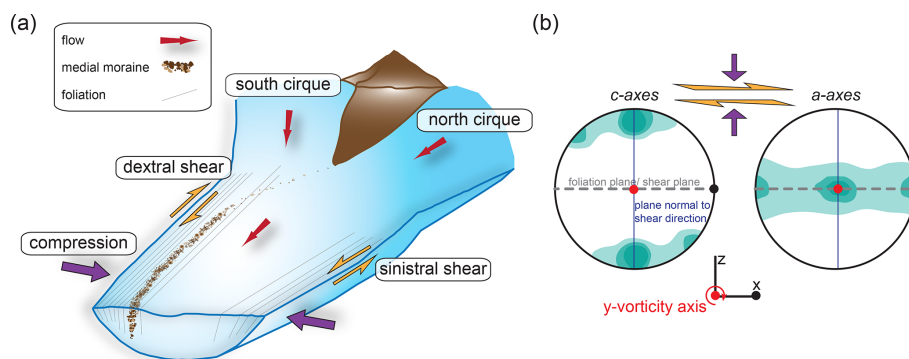 (a)
flow
medial moraine
foliation
south cirque
north cirque
dextral shear
compression
sinistral shear
(b)
c-axes
a-axes
foliation plane/ shear plane
plane normal to
shear direction
z
x
y-vorticity axis